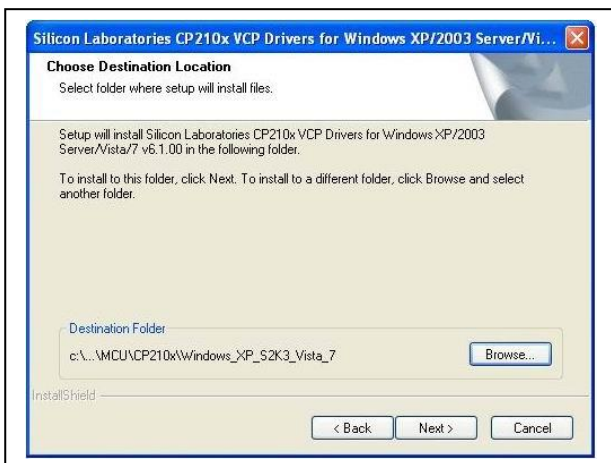 Silicon Laboratories CP210x VCP Drivers for Windows XP/2003 Server/Vi...
Choose Destination Location
Select folder where setup will install files.
Setup will install Silicon Laboratories CP210x VCP Drivers for Windows XP/2003
Server/Vista/7 v6.1.00 in the following folder.
To install to this folder, click Next. To install to a different folder, click Browse and select
another folder.
Destination Folder
c:\...\MCU\CP210x\Windows_XP_S2K3_Vista_7
Browse...
InstallShield
< Back
Next >
Cancel